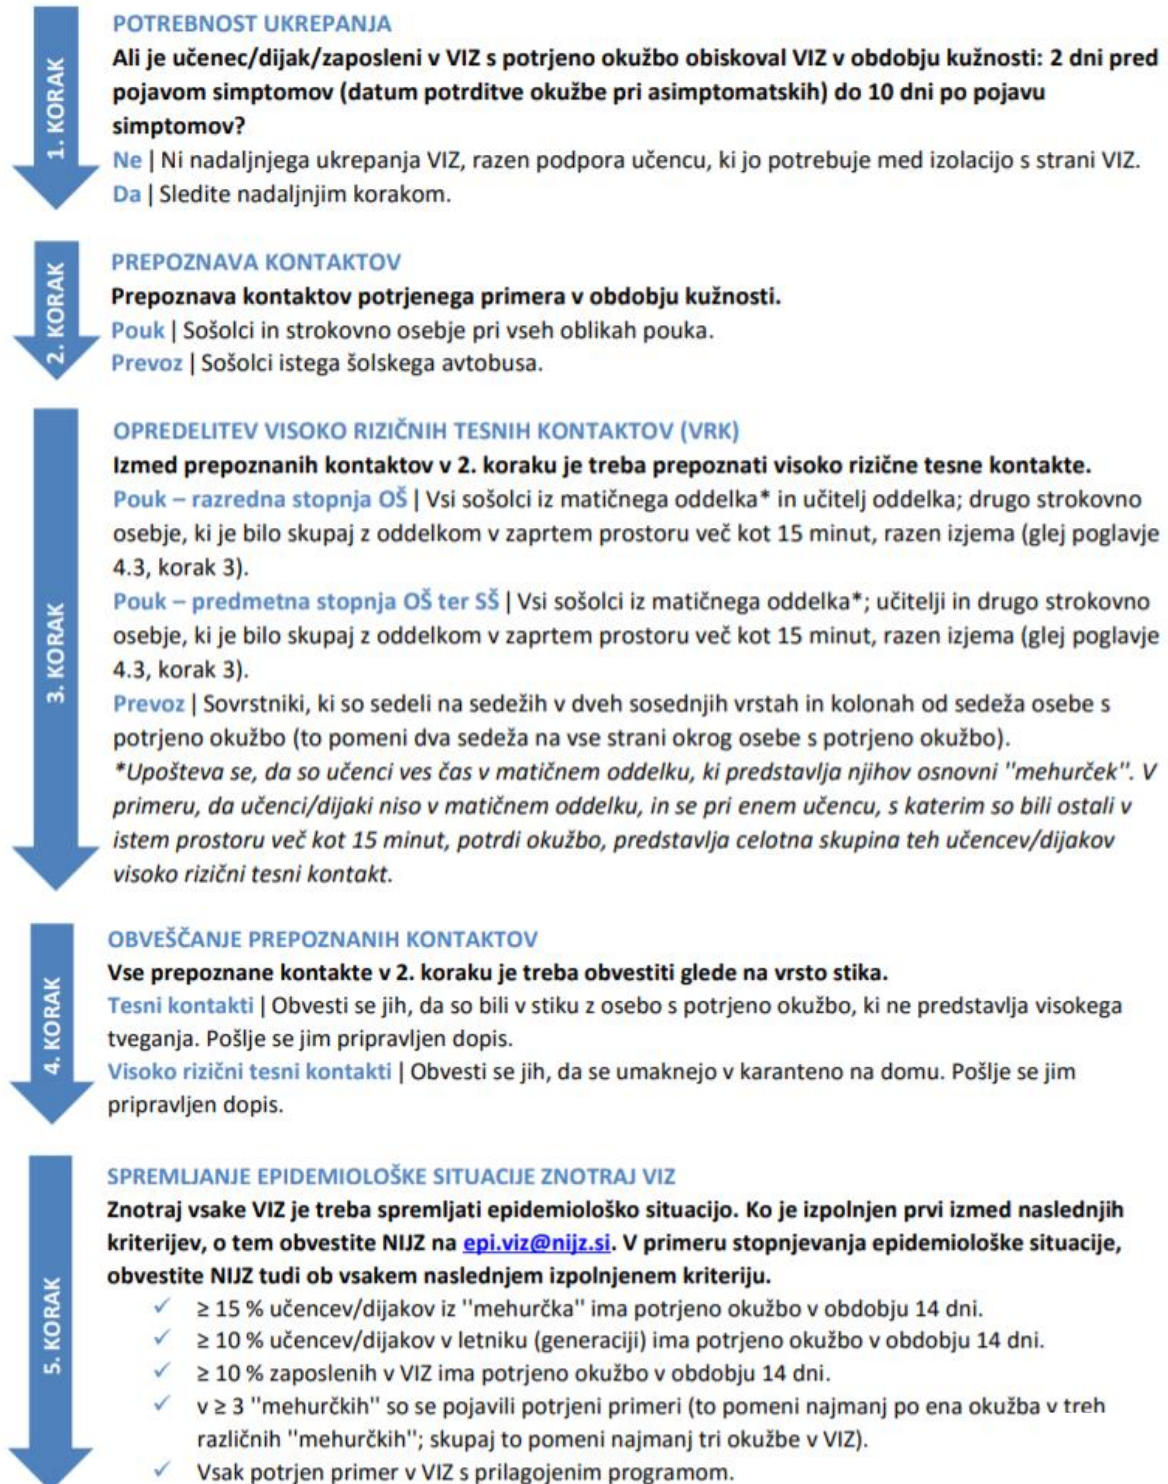 1. KORAK
POTREBNOST UKREPANJA
Ali je učenec/dijak/zaposleni v VIZ s potrjeno okužbo obiskoval VIZ v obdobju kužnosti: 2 dni pred
pojavom simptomov (datum potrditve okužbe pri asimptomatskih) do 10 dni po pojavu
simptomov?
Ne | Ni nadaljnjega ukrepanja VIZ, razen podpora učencu, ki jo potrebuje med izolacijo s strani VIZ.
Da | Sledite nadaljnjim korakom.
2. KORAK
PREPOZNAVA KONTAKTOV
Prepoznava kontaktov potrjenega primera v obdobju kužnosti.
Pouk | Sošolci in strokovno osebje pri vseh oblikah pouka.
Prevoz | Sošolci istega šolskega avtobusa.
3. KORAK
OPREDELITEV VISOKO RIZIČNIH TESNIH KONTAKTOV (VRK)
Izmed prepoznanih kontaktov v 2. koraku je treba prepoznati visoko rizične tesne kontakte.
Pouk – razredna stopnja OŠ | Vsi sošolci iz matičnega oddelka* in učitelj oddelka; drugo strokovno
osebje, ki je bilo skupaj z oddelkom v zaprtem prostoru več kot 15 minut, razen izjema (glej poglavje
4.3, korak 3).
Pouk – predmetna stopnja OŠ ter SŠ | Vsi sošolci iz matičnega oddelka*; učitelji in drugo strokovno
osebje, ki je bilo skupaj z oddelkom v zaprtem prostoru več kot 15 minut, razen izjema (glej poglavje
4.3, korak 3).
Prevoz | Sovrstniki, ki so sedeli na sedežih v dveh sosednjih vrstah in kolonah od sedeža osebe s
potrjeno okužbo (to pomeni dva sedeža na vse strani okrog osebe s potrjeno okužbo).
*Upošteva se, da so učenci ves čas v matičnem oddelku, ki predstavlja njihov osnovni "mehurček". V
primeru, da učenci/dijaki niso v matičnem oddelku, in se pri enem učencu, s katerim so bili ostali v
istem prostoru več kot 15 minut, potrdi okužbo, predstavlja celotna skupina teh učencev/dijakov
visoko rizični tesni kontakt.
4. KORAK
OBVEŠČANJE PREPOZNANIH KONTAKTOV
Vse prepoznane kontakte v 2. koraku je treba obvestiti glede na vrsto stika.
Tesni kontakti | Obvesti se jih, da so bili v stiku z osebo s potrjeno okužbo, ki ne predstavlja visokega
tveganja. Pošlje se jim pripravljen dopis.
Visoko rizični tesni kontakti | Obvesti se jih, da se umaknejo v karanteno na domu. Pošlje se jim
pripravljen dopis.
5. KORAK
SPREMLJANJE EPIDEMIOLOŠKE SITUACIJE ZNOTRAJ VIZ
Znotraj vsake VIZ je treba spremljati epidemiološko situacijo. Ko je izpolnjen prvi izmed naslednjih
kriterijev, o tem obvestite NIJZ na epi.viz@nijz.si. V primeru stopnjevanja epidemiološke situacije,
obvestite NIJZ tudi ob vsakem naslednjem izpolnjenem kriteriju.
✓ ≥ 15 % učencev/dijakov iz "mehurčka" ima potrjeno okužbo v obdobju 14 dni.
✓ ≥ 10 % učencev/dijakov v letniku (generaciji) ima potrjeno okužbo v obdobju 14 dni.
✓ ≥ 10 % zaposlenih v VIZ ima potrjeno okužbo v obdobju 14 dni.
✓ v ≥ 3 "mehurčkih" so se pojavili potrjeni primeri (to pomeni najmanj po ena okužba v treh
različnih "mehurčkih"; skupaj to pomeni najmanj tri okužbe v VIZ).
✓ Vsak potrjen primer v VIZ s prilagojenim programom.